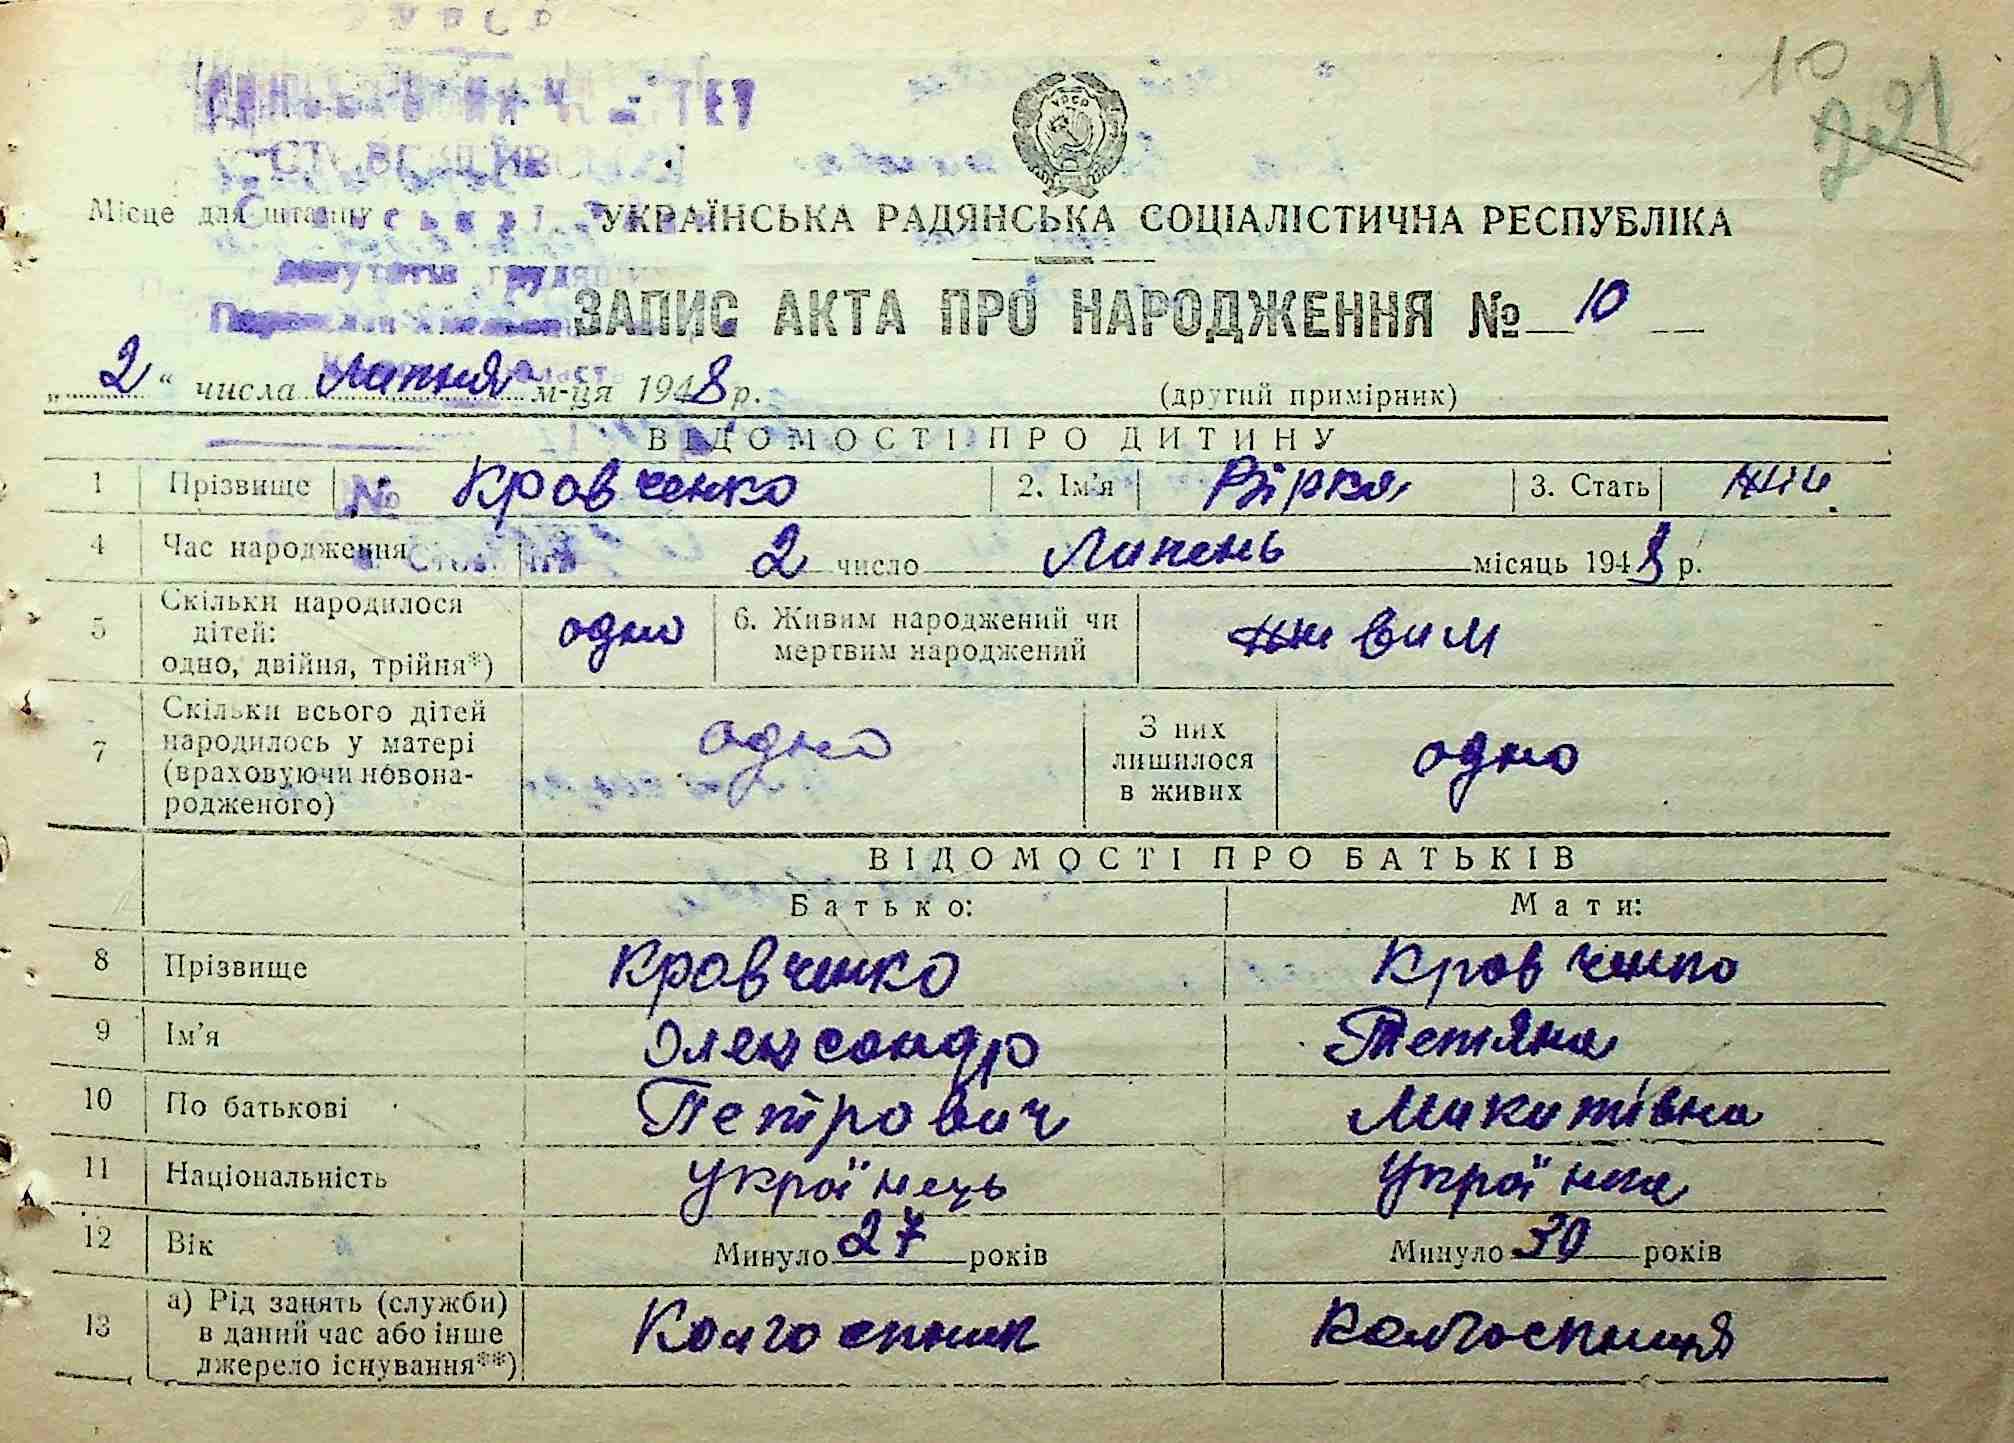 10
221
УРСР
Місце для штампу
УКРАЇНСЬКА РАДЯНСЬКА СОЦІАЛІСТИЧНА РЕСПУБЛІКА
депутатів трудящих
ЗАПИС АКТА ПРО НАРОДЖЕННЯ № 10
„2“ числа липня м-ця 1948 р. (другий примірник)
ВІДОМОСТІ ПРО ДИТИНУ
1 Прізвище № Кравченко 2. Ім'я Вірка 3. Стать жін.
4 Час народження 2 число Липень місяць 1948 р.
5 Скільки народилося дітей: одно, двійня, трійня*) одно 6. Живим народжений чи мертвим народжений живим
7 Скільки всього дітей народилось у матері (враховуючи новонародженого) одно З них лишилося в живих одно
ВІДОМОСТІ ПРО БАТЬКІВ
Батько: Мати:
8 Прізвище Кравченко Кравченко
9 Ім'я Олександр Тетяна
10 По батькові Петрович Микитівна
11 Національність Українець Українка
12 Вік Минуло 27 років Минуло 30 років
13 а) Рід занять (служби) в даний час або інше джерело існування**) Колгоспник Колгоспниця